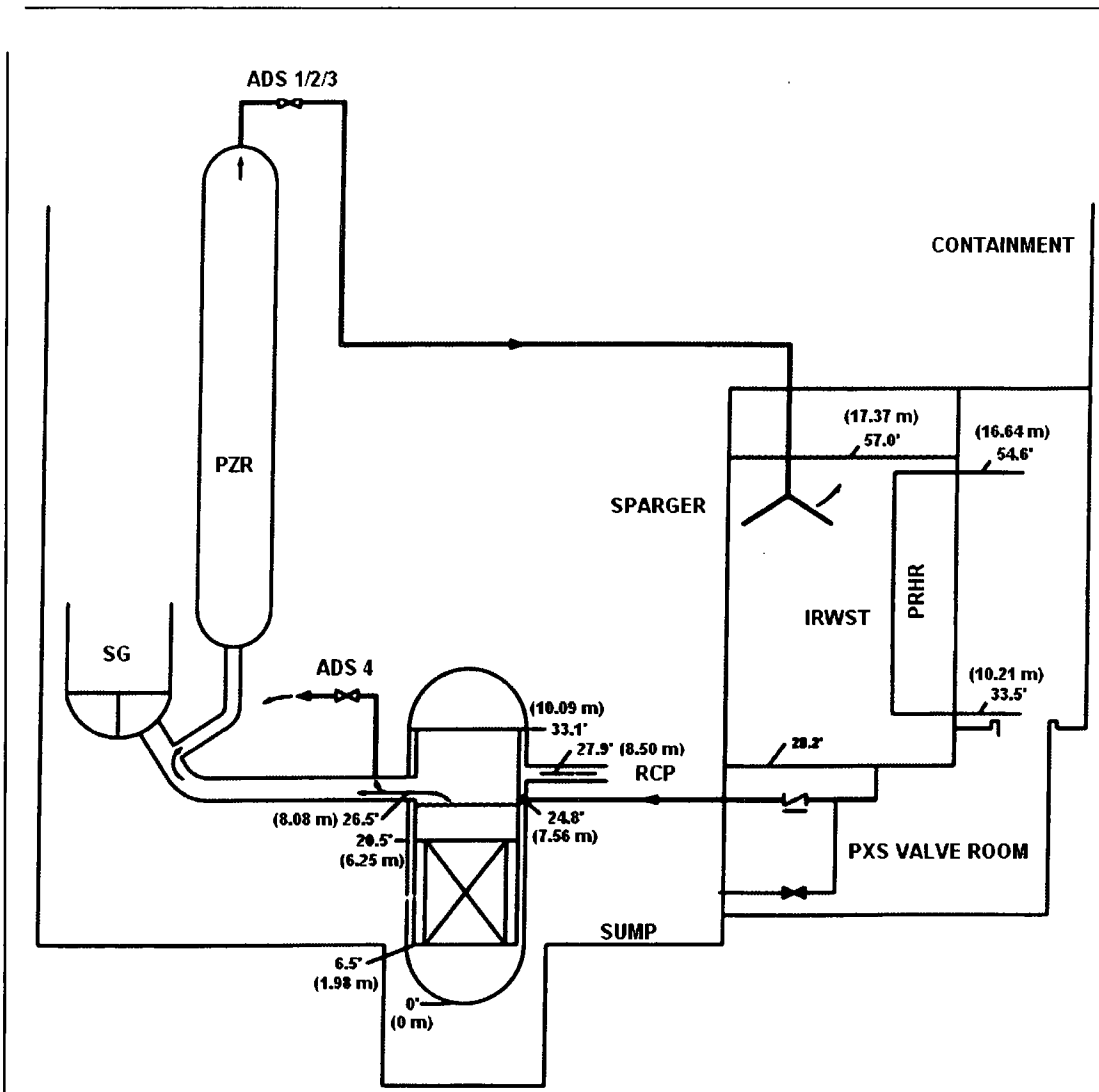 ADS 1/2/3
CONTAINMENT
(17.37 m)
57.0'
(16.64 m)
54.6'
PZR
SPARGER
PRHR
IRWST
SG
ADS 4
(10.21 m)
33.5'
(10.09 m)
33.1'
27.9' (8.50 m)
28.2'
RCP
(8.08 m) 26.5'
24.8'
(7.56 m)
20.5'
(6.25 m)
PXS VALVE ROOM
SUMP
6.5'
(1.98 m)
0'
(0 m)